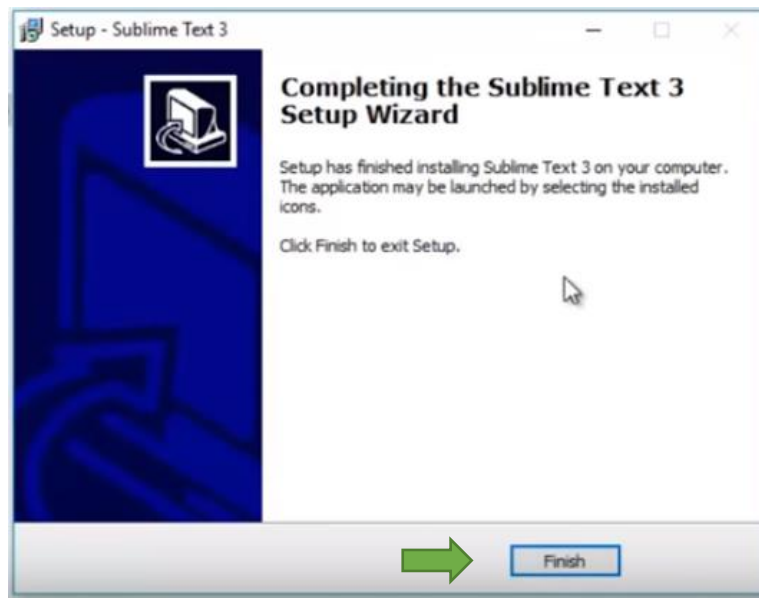 Setup - Sublime Text 3
Completing the Sublime Text 3
Setup Wizard
Setup has finished installing Sublime Text 3 on your computer.
The application may be launched by selecting the installed
icons.
Click Finish to exit Setup.
Finish